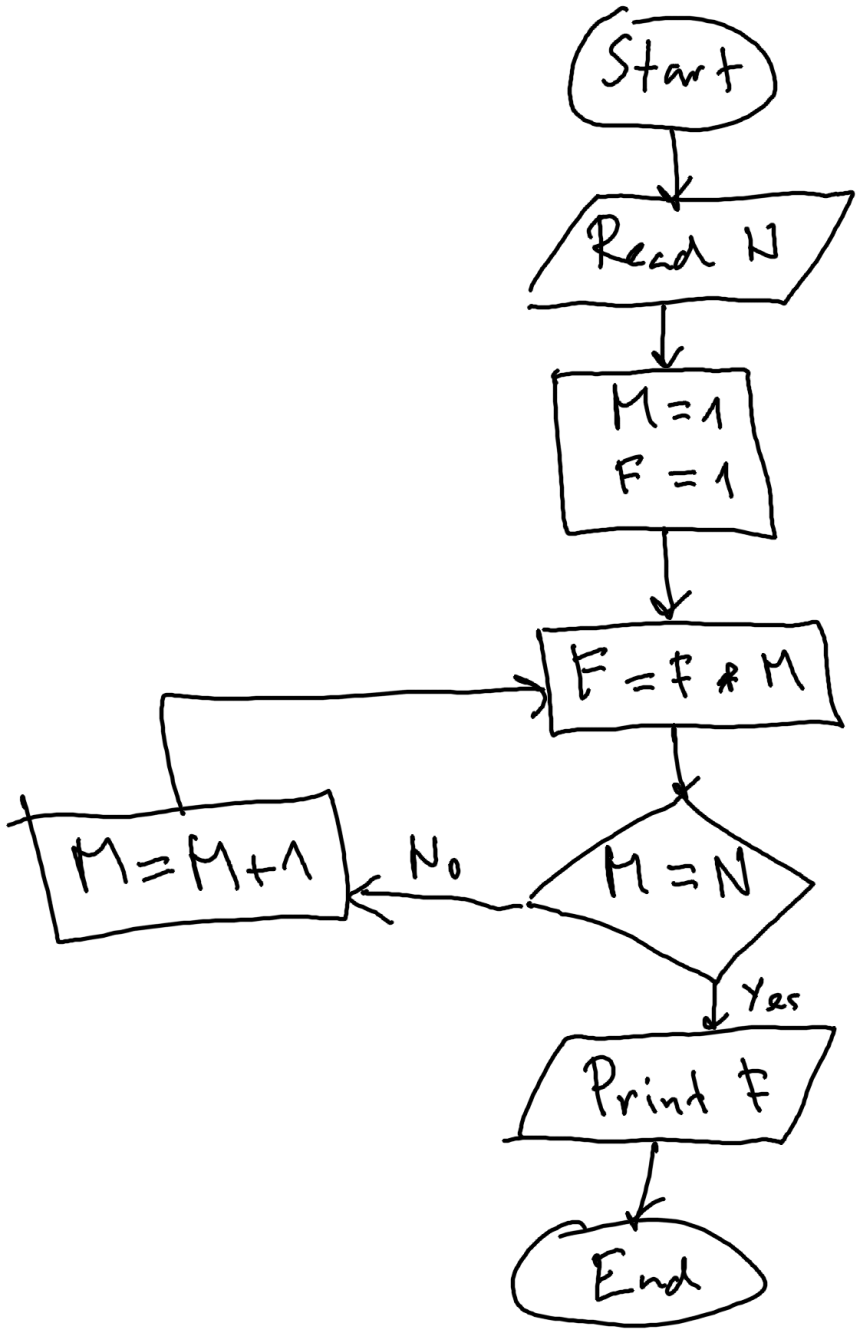 Start
Read N
M = 1
F = 1
F = F * M
M = N
No
M = M + 1
Yes
Print F
End